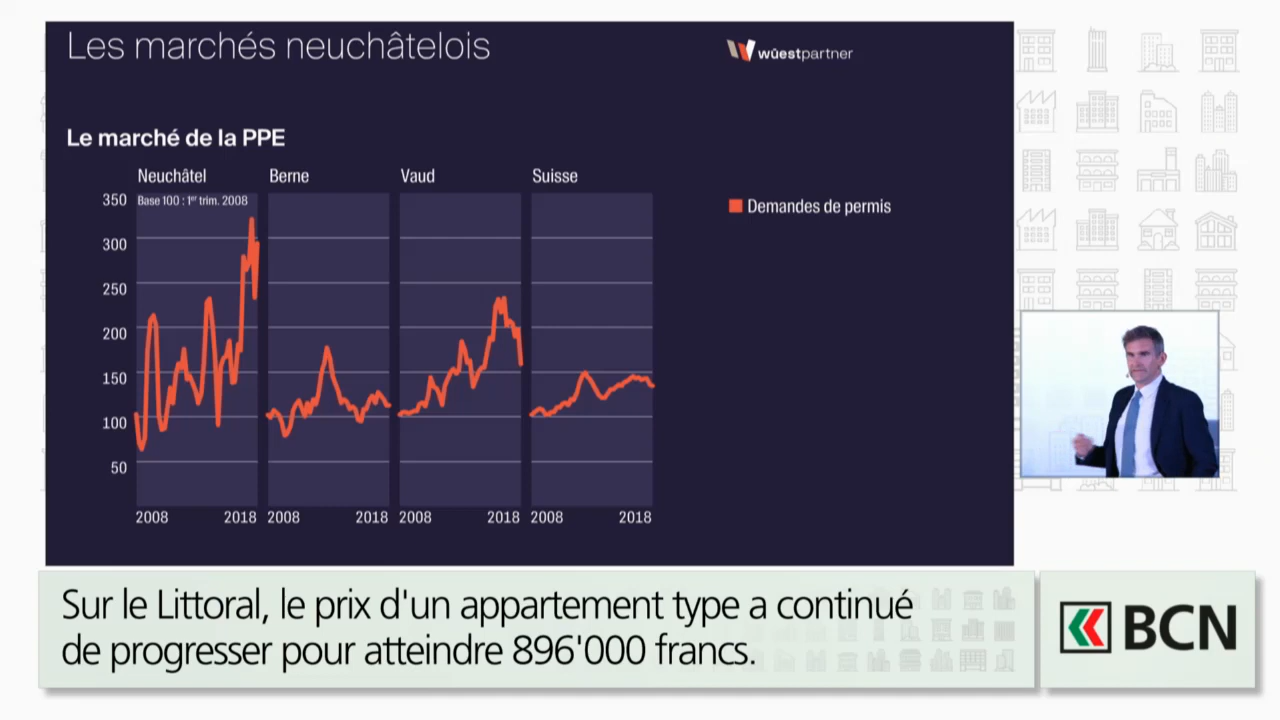 Les marchés neuchâtelois
wüestpartner
Le marché de la PPE
Neuchâtel Berne Vaud Suisse
350 Base 100 : 1er trim. 2008
Demandes de permis
300
250
200
150
100
50
2008 2018 2008 2018 2008 2018 2008 2018
Sur le Littoral, le prix d'un appartement type a continué
de progresser pour atteindre 896'000 francs.
BCN